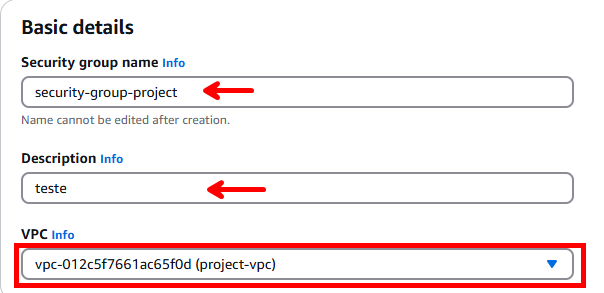 Basic details
Security group name Info
security-group-project
Name cannot be edited after creation.
Description Info
teste
VPC Info
vpc-012c5f7661ac65f0d (project-vpc)